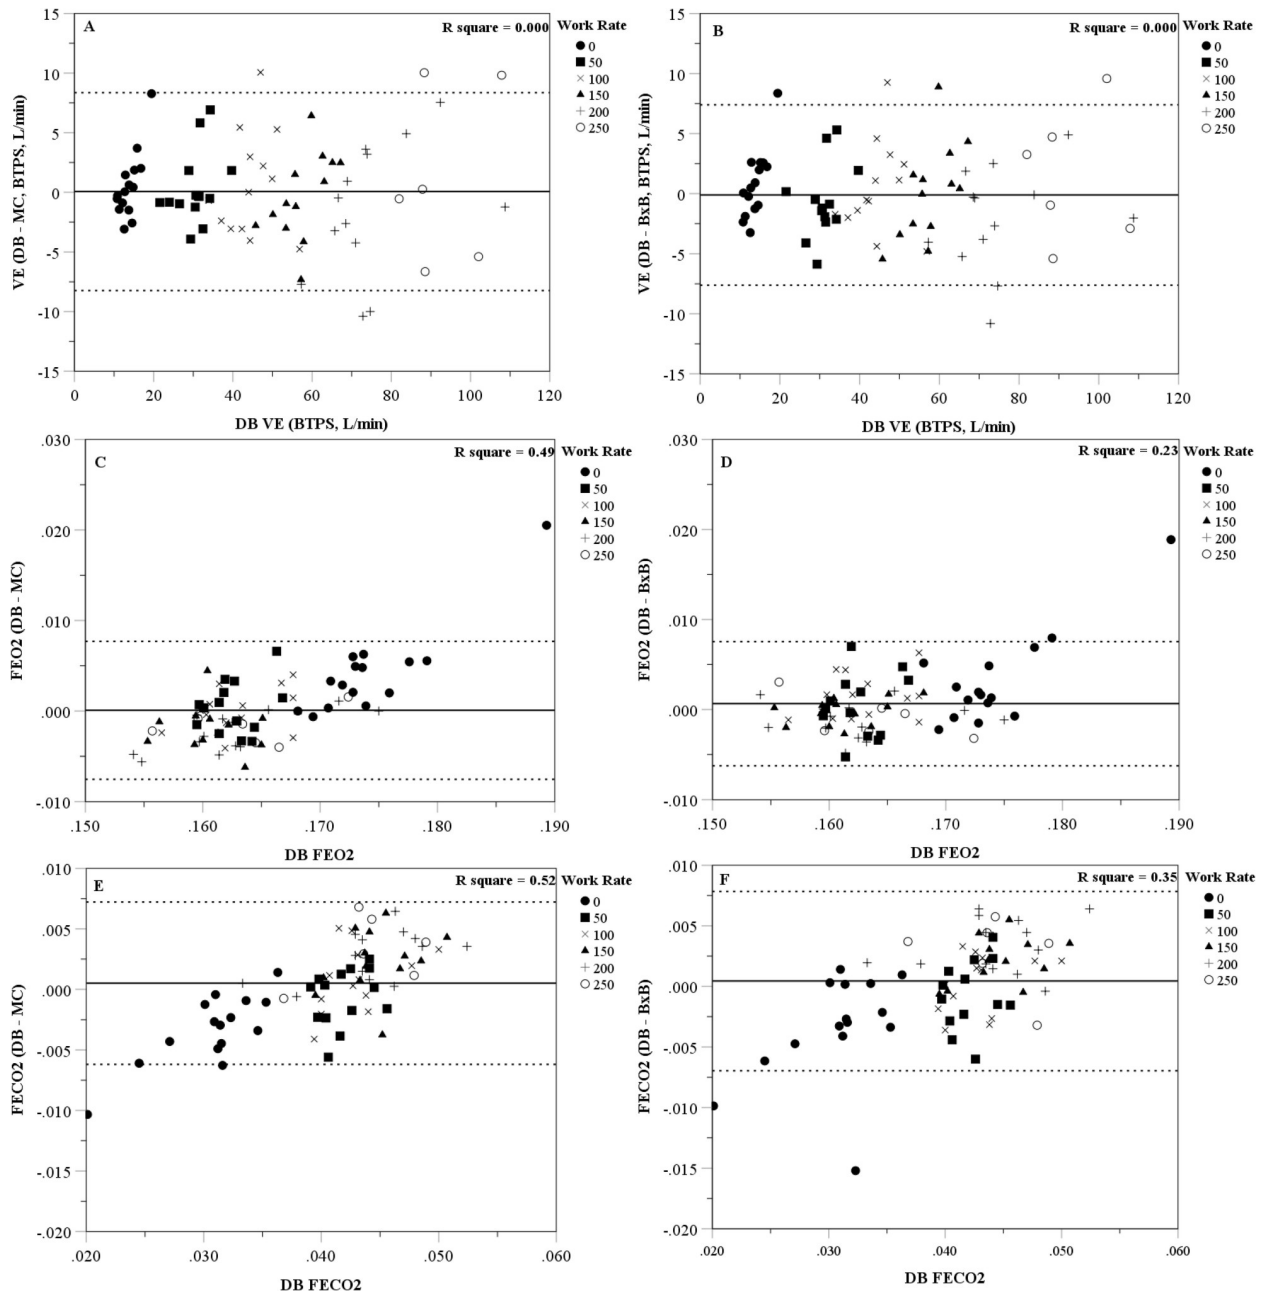 A
R square = 0.000
Work Rate
0
50
100
150
200
250
15
10
5
0
-5
-10
-15
VE (DB - MC, BTPS, L/min)
0 20 40 60 80 100 120
DB VE (BTPS, L/min)
B
R square = 0.000
Work Rate
0
50
100
150
200
250
15
10
5
0
-5
-10
-15
VE (DB - BxB, BTPS, L/min)
0 20 40 60 80 100 120
DB VE (BTPS, L/min)
C
R square = 0.49
Work Rate
0
50
100
150
200
250
.030
.020
.010
.000
-.010
FEO2 (DB - MC)
.150 .160 .170 .180 .190
DB FEO2
D
R square = 0.23
Work Rate
0
50
100
150
200
250
.030
.020
.010
.000
-.010
FEO2 (DB - BxB)
.150 .160 .170 .180 .190
DB FEO2
E
R square = 0.52
Work Rate
0
50
100
150
200
250
.010
.005
.000
-.005
-.010
-.015
-.020
FECO2 (DB - MC)
.020 .030 .040 .050 .060
DB FECO2
F
R square = 0.35
Work Rate
0
50
100
150
200
250
.010
.005
.000
-.005
-.010
-.015
-.020
FECO2 (DB - BxB)
.020 .030 .040 .050 .060
DB FECO2